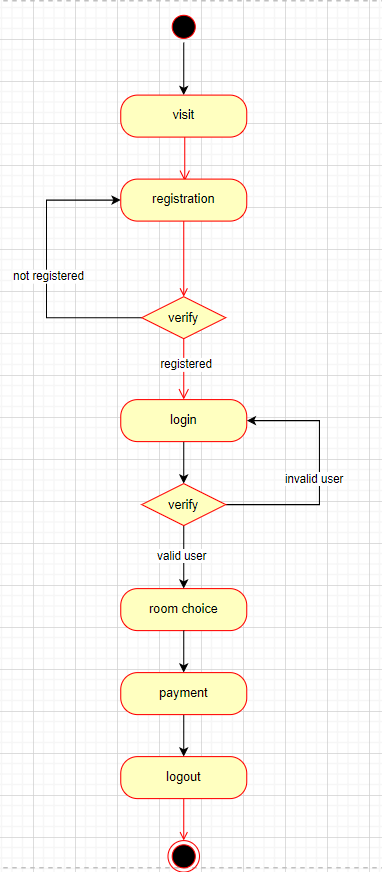 visit
registration
not registered
verify
registered
login
invalid user
verify
valid user
room choice
payment
logout